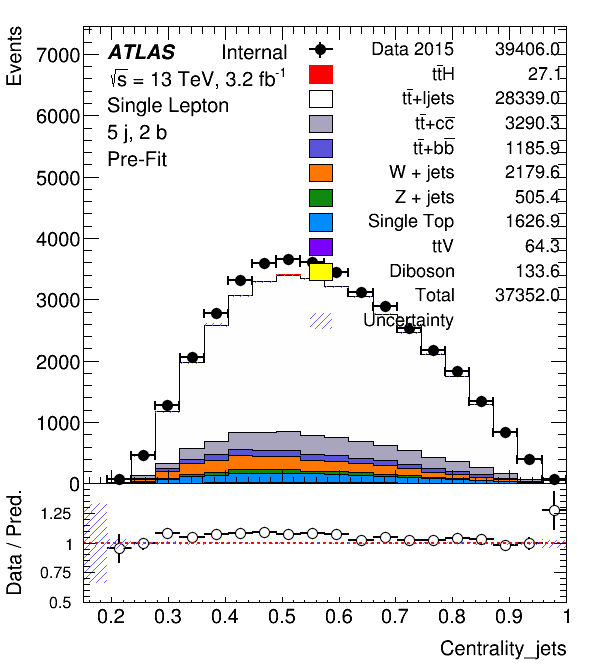 Events
7000
6000
5000
4000
3000
2000
1000
0
ATLAS Internal
√s = 13 TeV, 3.2 fb⁻¹
Single Lepton
5 j, 2 b
Pre-Fit
Data 2015 39406.0
tt̄H 27.1
tt̄+ljets 28339.0
tt̄+cc̄ 3290.3
tt̄+bb̄ 1185.9
W + jets 2179.6
Z + jets 505.4
Single Top 1626.9
ttV 64.3
Diboson 133.6
Total 37352.0
Uncertainty
Data / Pred.
1.25
1
0.75
0.5
0.2 0.3 0.4 0.5 0.6 0.7 0.8 0.9 1
Centrality_jets